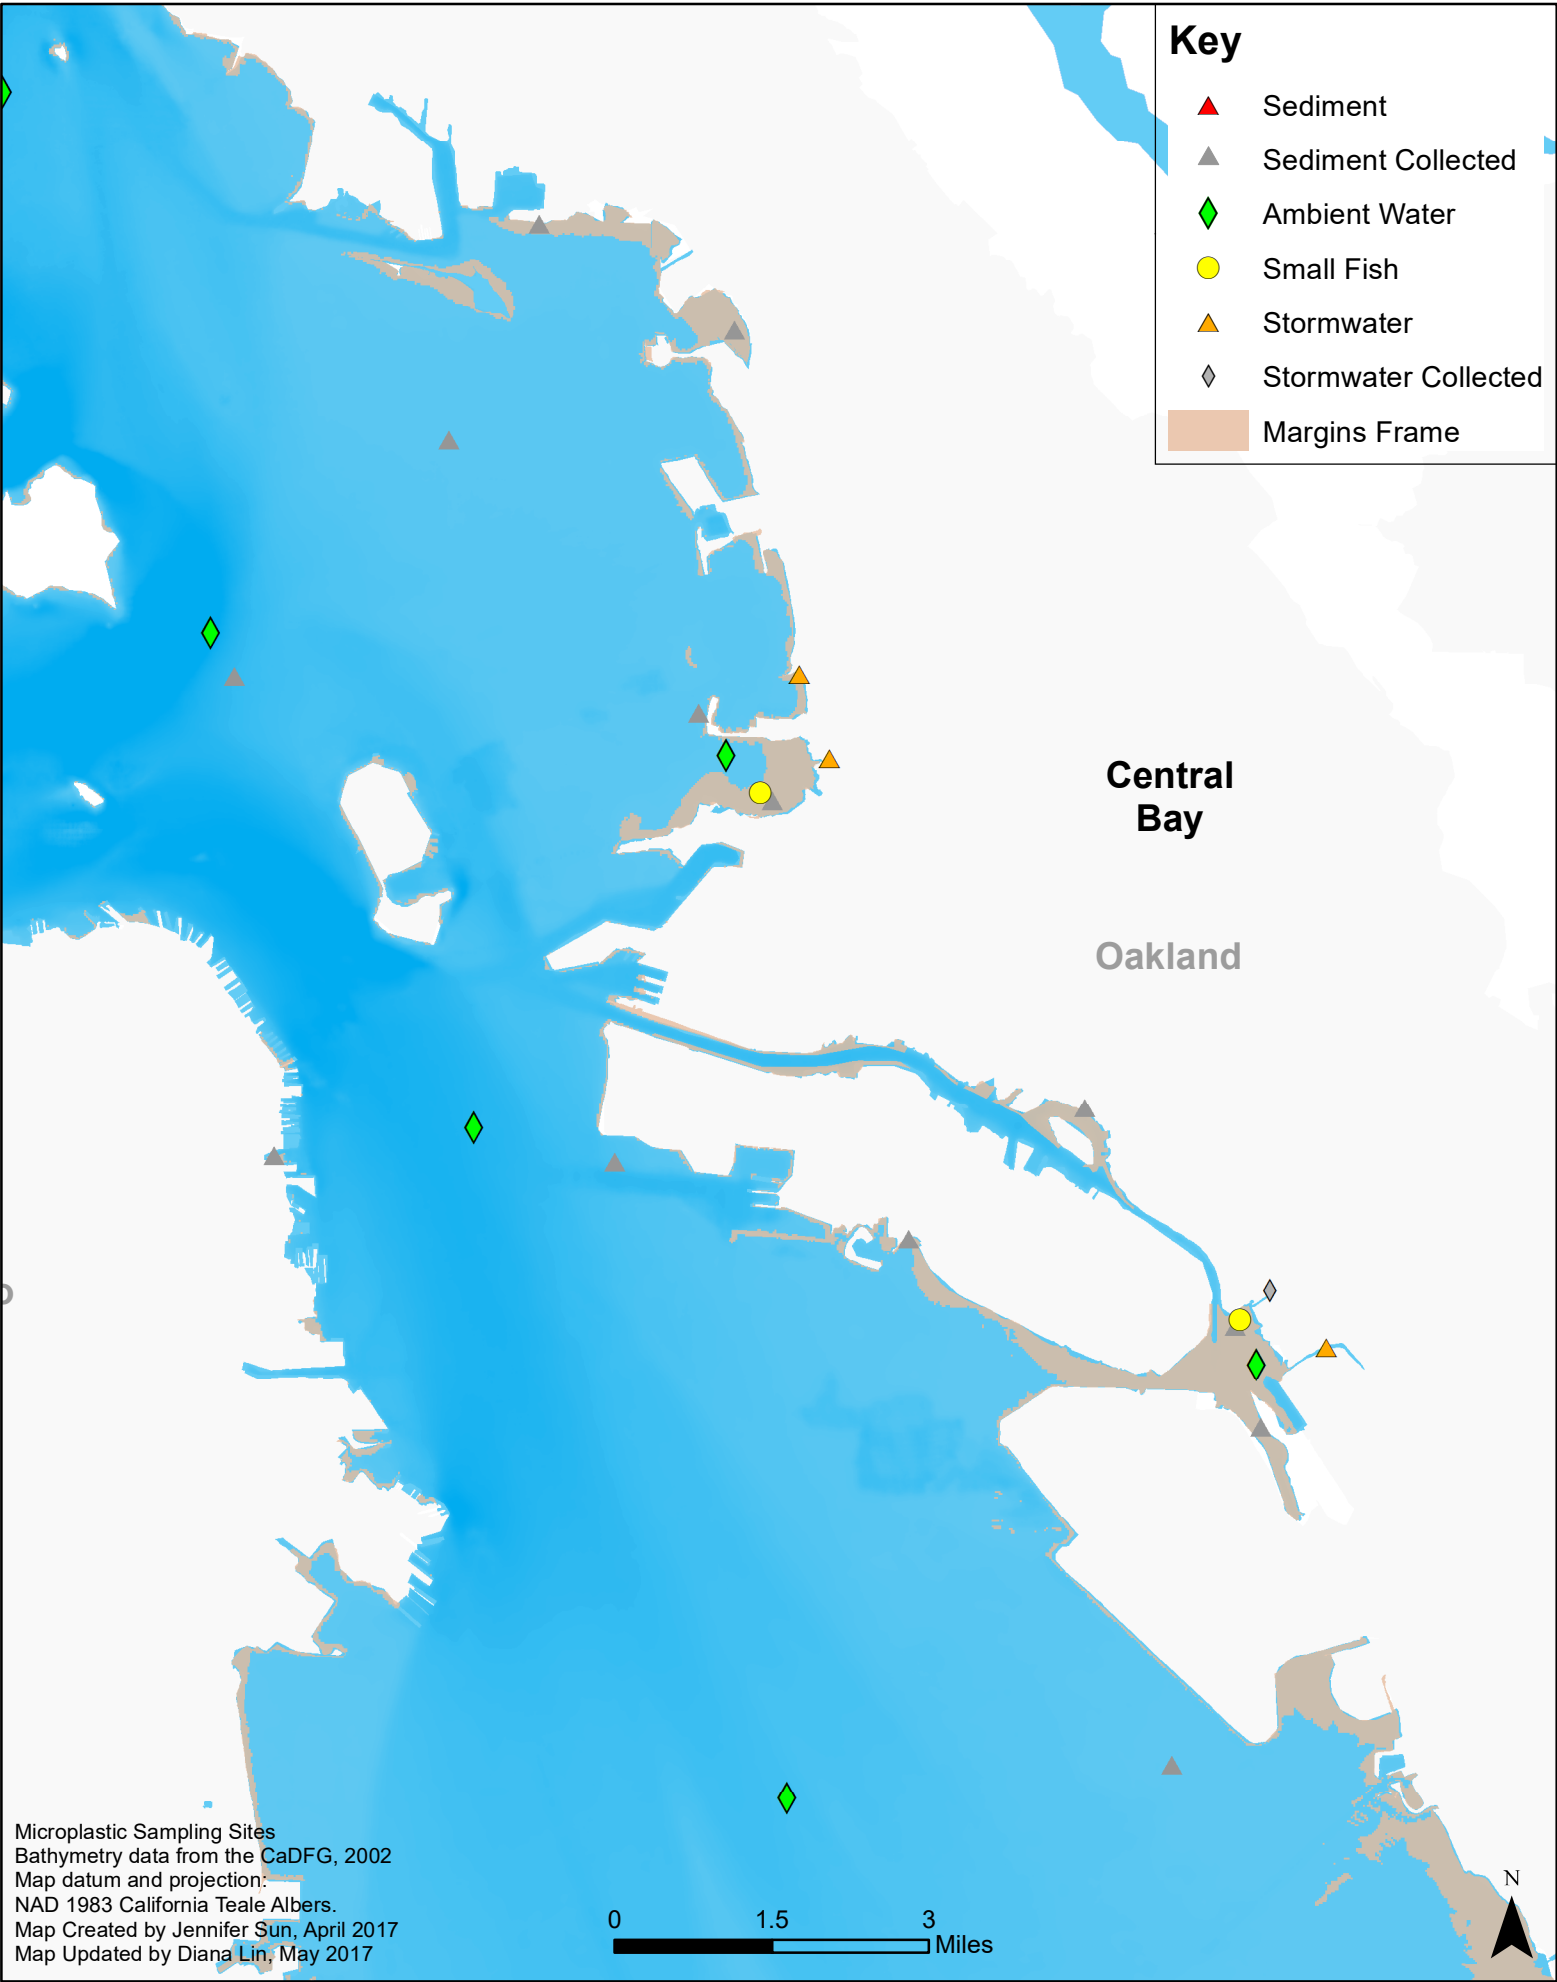 Key
Sediment
Sediment Collected
Ambient Water
Small Fish
Stormwater
Stormwater Collected
Margins Frame
Central
Bay
Oakland
o
Microplastic Sampling Sites
Bathymetry data from the CaDFG, 2002
Map datum and projection:
NAD 1983 California Teale Albers.
Map Created by Jennifer Sun, April 2017
Map Updated by Diana Lin, May 2017
0 1.5 3
Miles
N